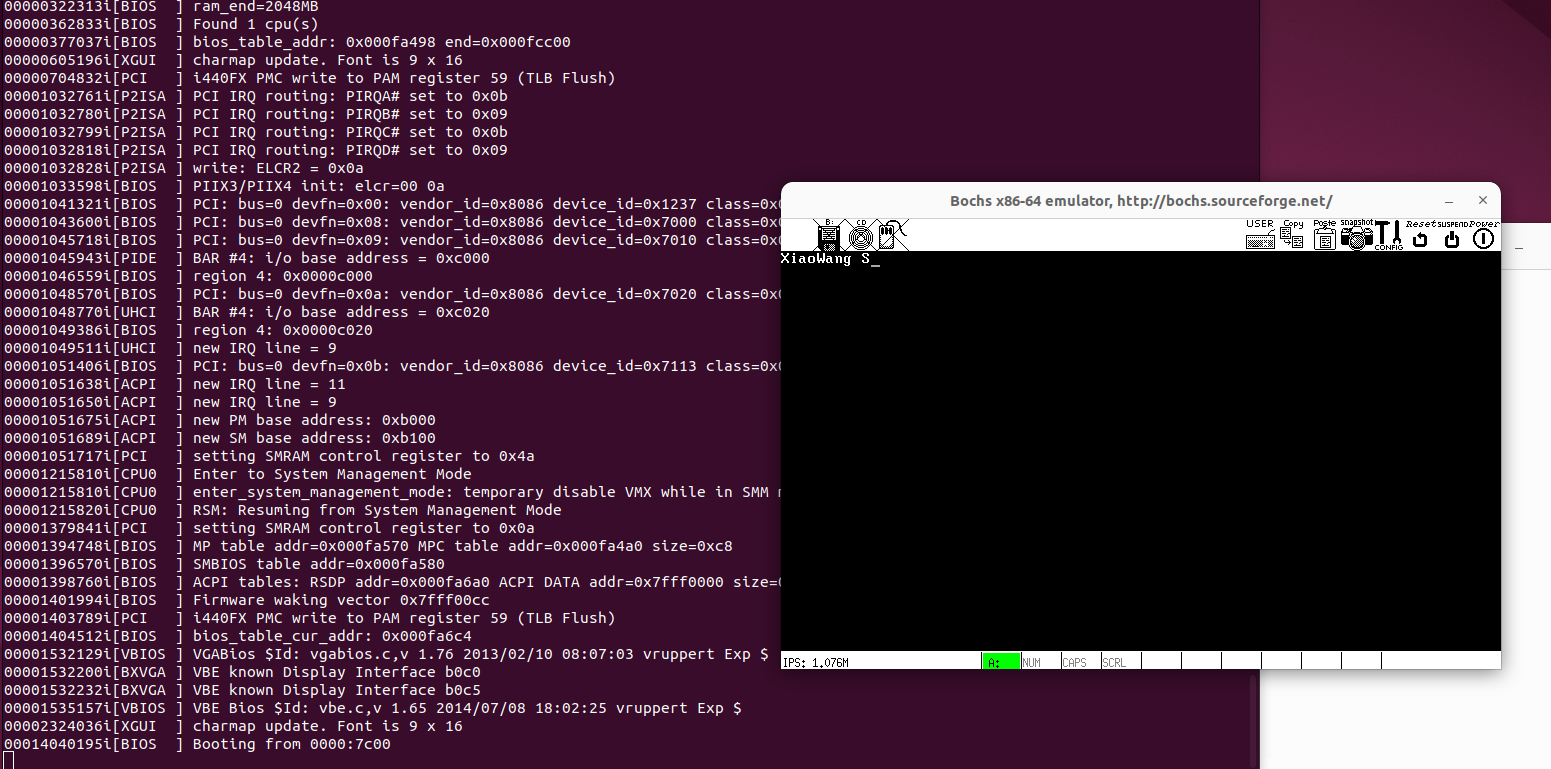 00000322313i[BIOS  ] ram_end=2048MB
00000362833i[BIOS  ] Found 1 cpu(s)
00000377037i[BIOS  ] bios_table_addr: 0x000fa498 end=0x000fcc00
00000605196i[XGUI  ] charmap update. Font is 9 x 16
00000704832i[PCI   ] i440FX PMC write to PAM register 59 (TLB Flush)
00001032761i[P2ISA ] PCI IRQ routing: PIRQA# set to 0x0b
00001032780i[P2ISA ] PCI IRQ routing: PIRQB# set to 0x09
00001032799i[P2ISA ] PCI IRQ routing: PIRQC# set to 0x0b
00001032818i[P2ISA ] PCI IRQ routing: PIRQD# set to 0x09
00001032828i[P2ISA ] write: ELCR2 = 0x0a
00001033598i[BIOS  ] PIIX3/PIIX4 init: elcr=00 0a
00001041321i[BIOS  ] PCI: bus=0 devfn=0x00: vendor_id=0x8086 device_id=0x1237 class=0x0
00001043600i[BIOS  ] PCI: bus=0 devfn=0x08: vendor_id=0x8086 device_id=0x7000 class=0x0
00001045718i[BIOS  ] PCI: bus=0 devfn=0x09: vendor_id=0x8086 device_id=0x7010 class=0x0
00001045943i[PIDE  ] BAR #4: i/o base address = 0xc000
00001046559i[BIOS  ] region 4: 0x0000c000
00001048570i[BIOS  ] PCI: bus=0 devfn=0x0a: vendor_id=0x8086 device_id=0x7020 class=0x0
00001048770i[UHCI  ] BAR #4: i/o base address = 0xc020
00001049386i[BIOS  ] region 4: 0x0000c020
00001049511i[UHCI  ] new IRQ line = 9
00001051406i[BIOS  ] PCI: bus=0 devfn=0x0b: vendor_id=0x8086 device_id=0x7113 class=0x0
00001051638i[ACPI  ] new IRQ line = 11
00001051650i[ACPI  ] new IRQ line = 9
00001051675i[ACPI  ] new PM base address: 0xb000
00001051689i[ACPI  ] new SM base address: 0xb100
00001051717i[PCI   ] setting SMRAM control register to 0x4a
00001215810i[CPU0  ] Enter to System Management Mode
00001215810i[CPU0  ] enter_system_management_mode: temporary disable VMX while in SMM
00001215820i[CPU0  ] RSM: Resuming from System Management Mode
00001379841i[PCI   ] setting SMRAM control register to 0x0a
00001394748i[BIOS  ] MP table addr=0x000fa570 MPC table addr=0x000fa4a0 size=0xc8
00001396570i[BIOS  ] SMBIOS table addr=0x000fa580
00001398760i[BIOS  ] ACPI tables: RSDP addr=0x000fa6a0 ACPI DATA addr=0x7fff0000 size=
00001401994i[BIOS  ] Firmware waking vector 0x7fff00cc
00001403789i[PCI   ] i440FX PMC write to PAM register 59 (TLB Flush)
00001404512i[BIOS  ] bios_table_cur_addr: 0x000fa6c4
00001532129i[VBIOS ] VGABios $Id: vgabios.c,v 1.76 2013/02/10 08:07:03 vruppert Exp $
00001532200i[BXVGA ] VBE known Display Interface b0c0
00001532232i[BXVGA ] VBE known Display Interface b0c5
00001535157i[VBIOS ] VBE Bios $Id: vbe.c,v 1.65 2014/07/08 18:02:25 vruppert Exp $
00002324036i[XGUI  ] charmap update. Font is 9 x 16
00014040195i[BIOS  ] Booting from 0000:7c00
Bochs x86-64 emulator, http://bochs.sourceforge.net/
B: CD USER Copy Paste snapshot CONFIG Reset SUSPEND Power
XiaoWang S_
IPS: 1.076M A: NUM CAPS SCRL